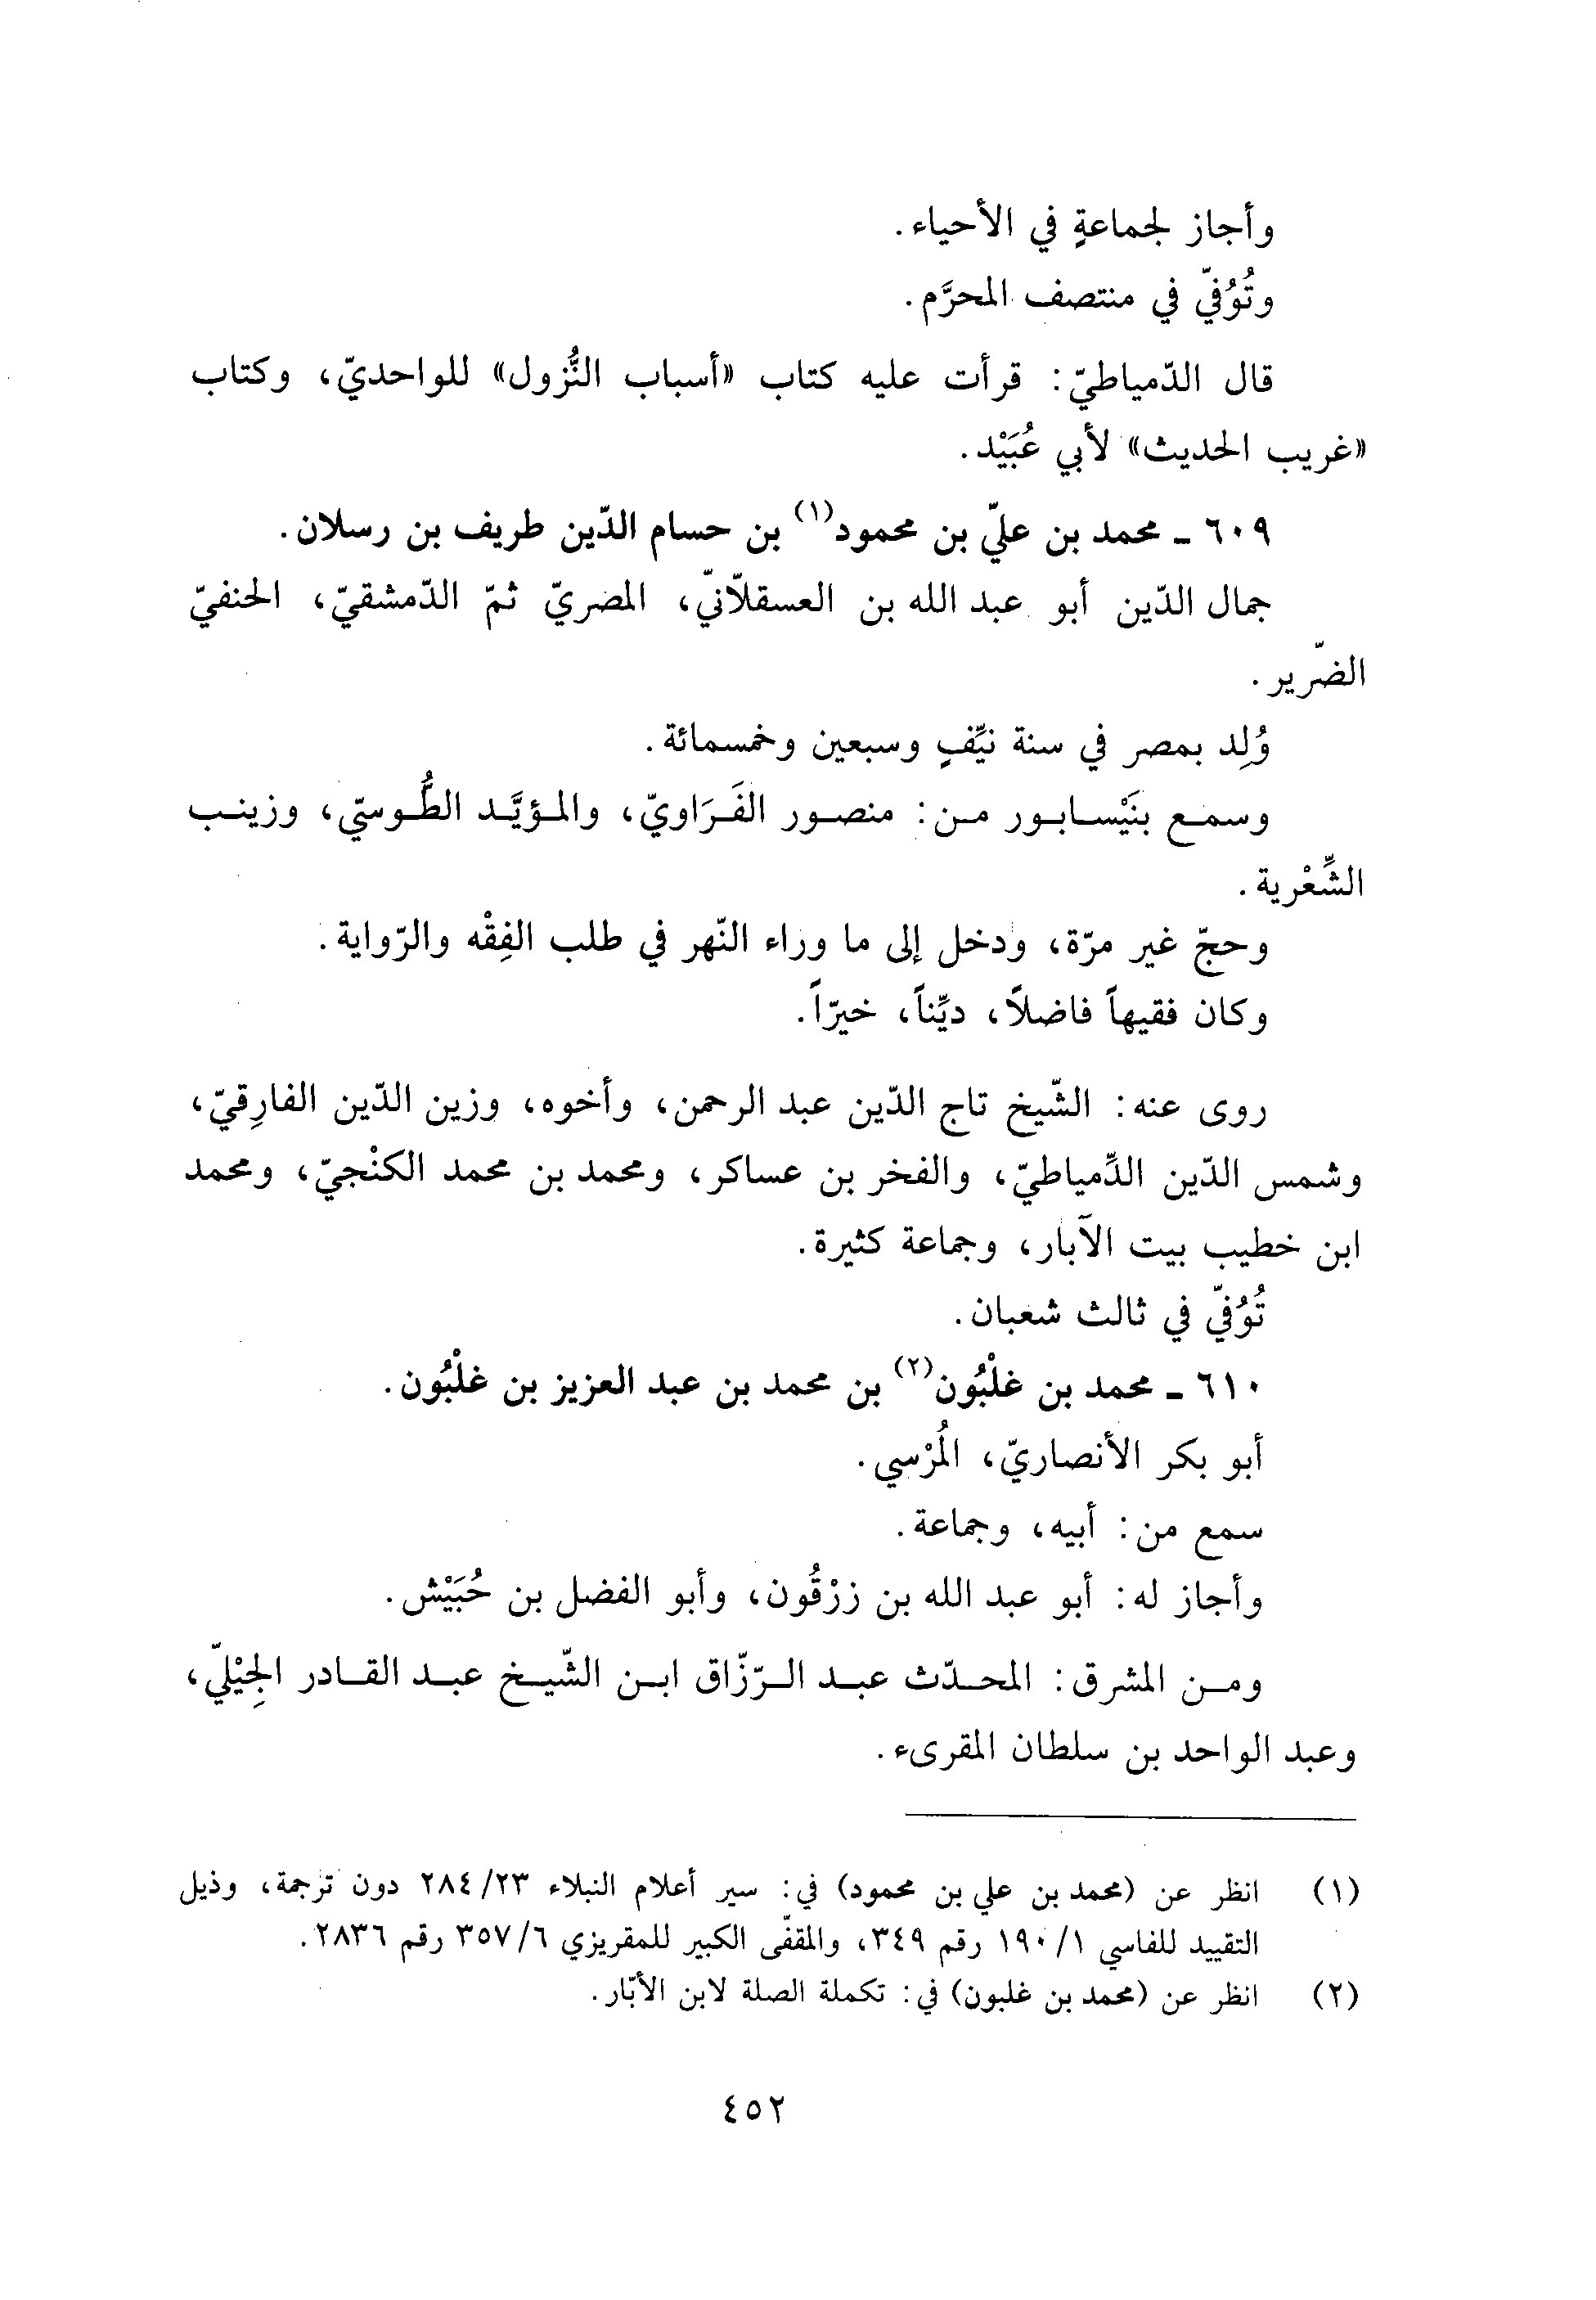 وأجاز لجماعةٍ في الأحياء.
وتُوُفّي في منتصف المحرَّم.
قال الدّمياطيّ: قرأت عليه كتاب «أسباب النُّزول» للواحديّ، وكتاب
«غريب الحديث» لأبي عُبَيْد.
٦٠٩ ـ محمد بن عليّ بن محمود(١) بن حسام الدّين طريف بن رسلان.
جمال الدّين أبو عبد الله بن العسقلّانيّ، المصريّ ثمّ الدّمشقيّ، الحنفيّ
الضّرير.
وُلِد بمصر في سنة نيِّفٍ وسبعين وخمسمائة.
وسمع بنَيْسابور من: منصور الفَرَاويّ، والمؤيَّد الطُّوسيّ، وزينب
الشِّعْرية.
وحجّ غير مرّة، ودخل إلى ما وراء النّهر في طلب الفِقْه والرّواية.
وكان فقيهاً فاضلاً، ديِّناً، خيرّاً.
روى عنه: الشّيخ تاج الدّين عبد الرحمن، وأخوه، وزين الدّين الفارِقيّ،
وشمس الدّين الدِّمياطيّ، والفخر بن عساكر، ومحمد بن محمد الكنْجيّ، ومحمد
ابن خطيب بيت الآبار، وجماعة كثيرة.
تُوُفّي في ثالث شعبان.
٦١٠ ـ محمد بن غلْبُون(٢) بن محمد بن عبد العزيز بن غلْبُون.
أبو بكر الأنصاريّ، المُرْسي.
سمع من: أبيه، وجماعة.
وأجاز له: أبو عبد الله بن زرْقُون، وأبو الفضل بن حُبَيْش.
ومن المشرق: المحدّث عبد الرّزّاق ابن الشّيخ عبد القادر الجِيْليّ،
وعبد الواحد بن سلطان المقرىء.
(١) انظر عن (محمد بن علي بن محمود) في: سير أعلام النبلاء ٢٣/ ٢٨٤ دون ترجمة، وذيل
التقييد للفاسي ١/ ١٩٠ رقم ٣٤٩، والمقفّى الكبير للمقريزي ٦/ ٣٥٧ رقم ٢٨٣٦.
(٢) انظر عن (محمد بن غلبون) في: تكملة الصلة لابن الأبّار.
٤٥٢